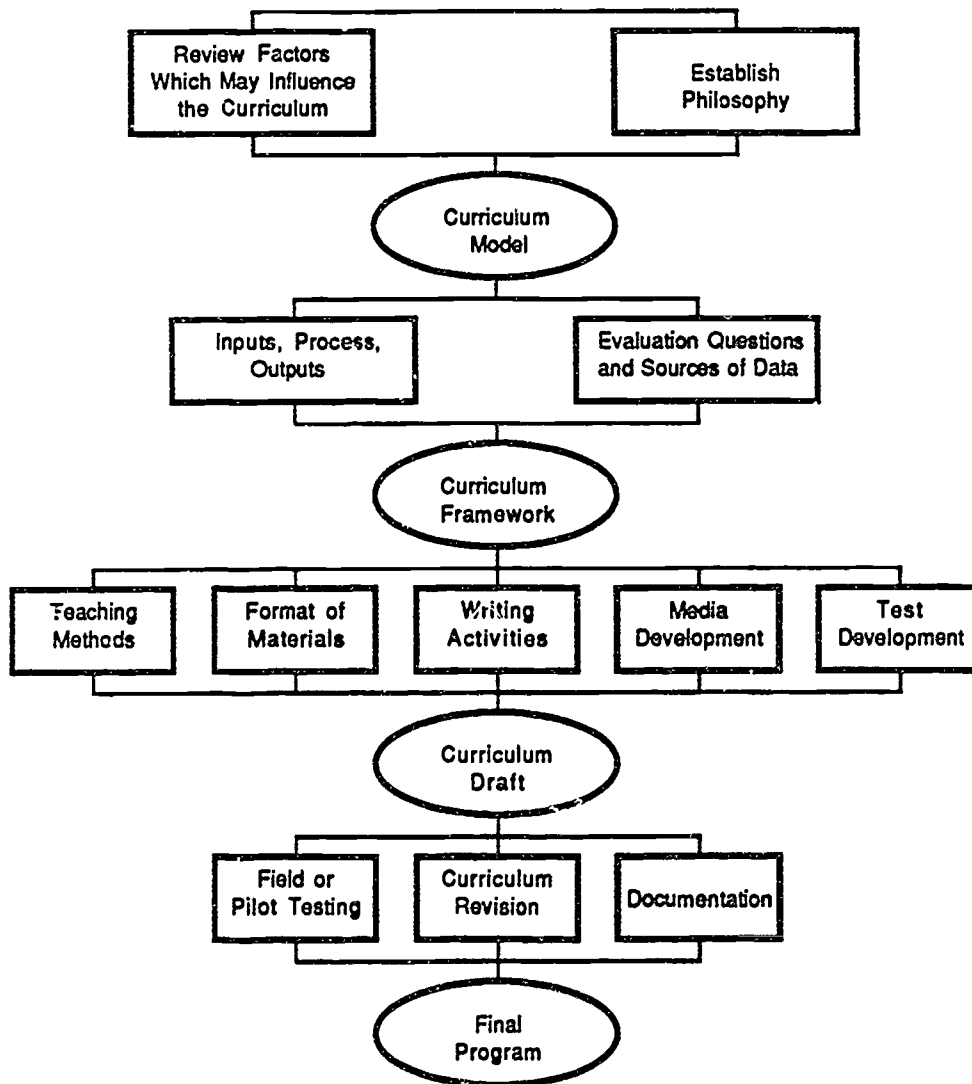 Review Factors
Which May Influence
the Curriculum
Establish
Philosophy
Curriculum
Model
Inputs, Process,
Outputs
Evaluation Questions
and Sources of Data
Curriculum
Framework
Teaching
Methods
Format of
Materials
Writing
Activities
Media
Development
Test
Development
Curriculum
Draft
Field or
Pilot Testing
Curriculum
Revision
Documentation
Final
Program